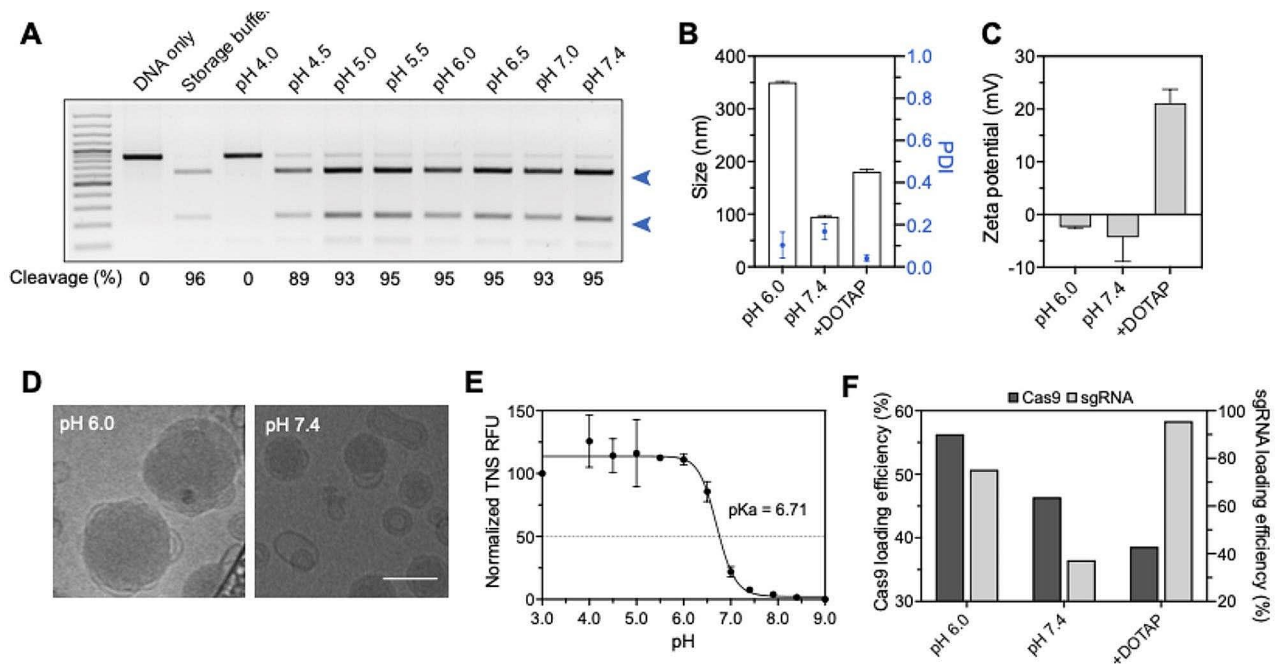 A
DNA only
Storage buffer
pH 4.0
pH 4.5
pH 5.0
pH 5.5
pH 6.0
pH 6.5
pH 7.0
pH 7.4
Cleavage (%) 0 96 0 89 93 95 95 95 93 95
B
400
300
200
100
0
Size (nm)
1.0
0.8
0.6
0.4
0.2
0.0
PDI
pH 6.0
pH 7.4
+DOTAP
C
30
20
10
0
-10
Zeta potential (mV)
pH 6.0
pH 7.4
+DOTAP
D
pH 6.0
pH 7.4
E
150
100
50
0
Normalized TNS RFU
pKa = 6.71
3.0 4.0 5.0 6.0 7.0 8.0 9.0
pH
F
Cas9 sgRNA
60
50
40
30
Cas9 loading efficiency (%)
100
80
60
40
20
sgRNA loading efficiency (%)
pH 6.0
pH 7.4
+DOTAP